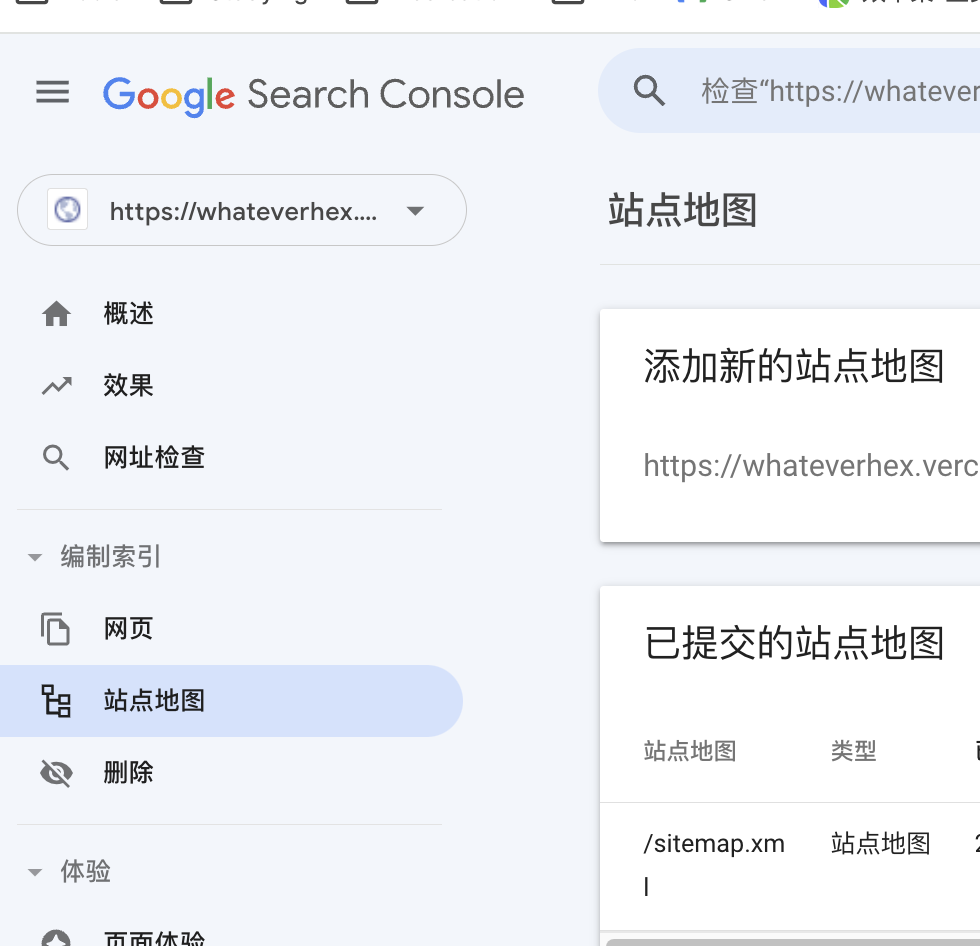 Google Search Console
检查“https://whatever
https://whateverhex....
站点地图
概述
效果
网址检查
编制索引
网页
站点地图
删除
体验
页面体验
添加新的站点地图
https://whateverhex.verc
已提交的站点地图
站点地图 类型
/sitemap.xm 站点地图
l